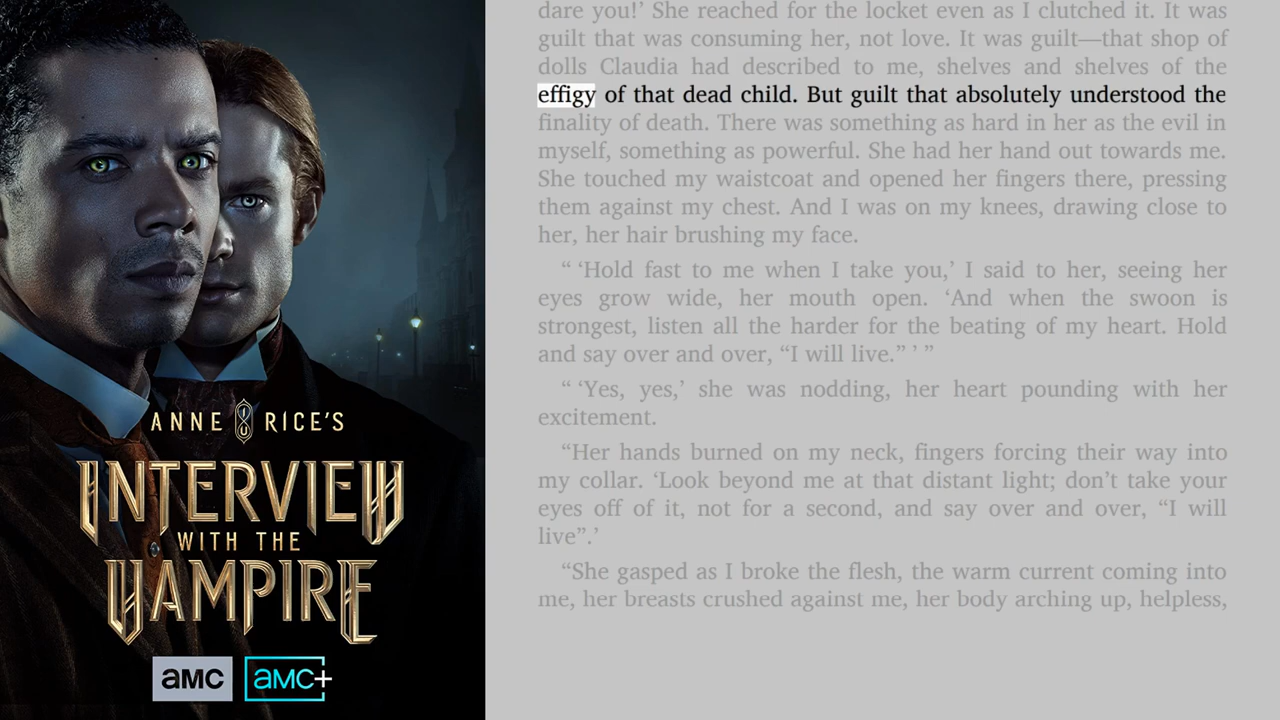 ANNE RICE'S
INTERVIEW
WITH THE
VAMPIRE
amc
amc+
dare you!’ She reached for the locket even as I clutched it. It was
guilt that was consuming her, not love. It was guilt—that shop of
dolls Claudia had described to me, shelves and shelves of the
effigy of that dead child. But guilt that absolutely understood the
finality of death. There was something as hard in her as the evil in
myself, something as powerful. She had her hand out towards me.
She touched my waistcoat and opened her fingers there, pressing
them against my chest. And I was on my knees, drawing close to
her, her hair brushing my face.
“ ‘Hold fast to me when I take you,’ I said to her, seeing her
eyes grow wide, her mouth open. ‘And when the swoon is
strongest, listen all the harder for the beating of my heart. Hold
and say over and over, “I will live.” ’ ”
“ ‘Yes, yes,’ she was nodding, her heart pounding with her
excitement.
“Her hands burned on my neck, fingers forcing their way into
my collar. ‘Look beyond me at that distant light; don’t take your
eyes off of it, not for a second, and say over and over, “I will
live”.’
“She gasped as I broke the flesh, the warm current coming into
me, her breasts crushed against me, her body arching up, helpless,